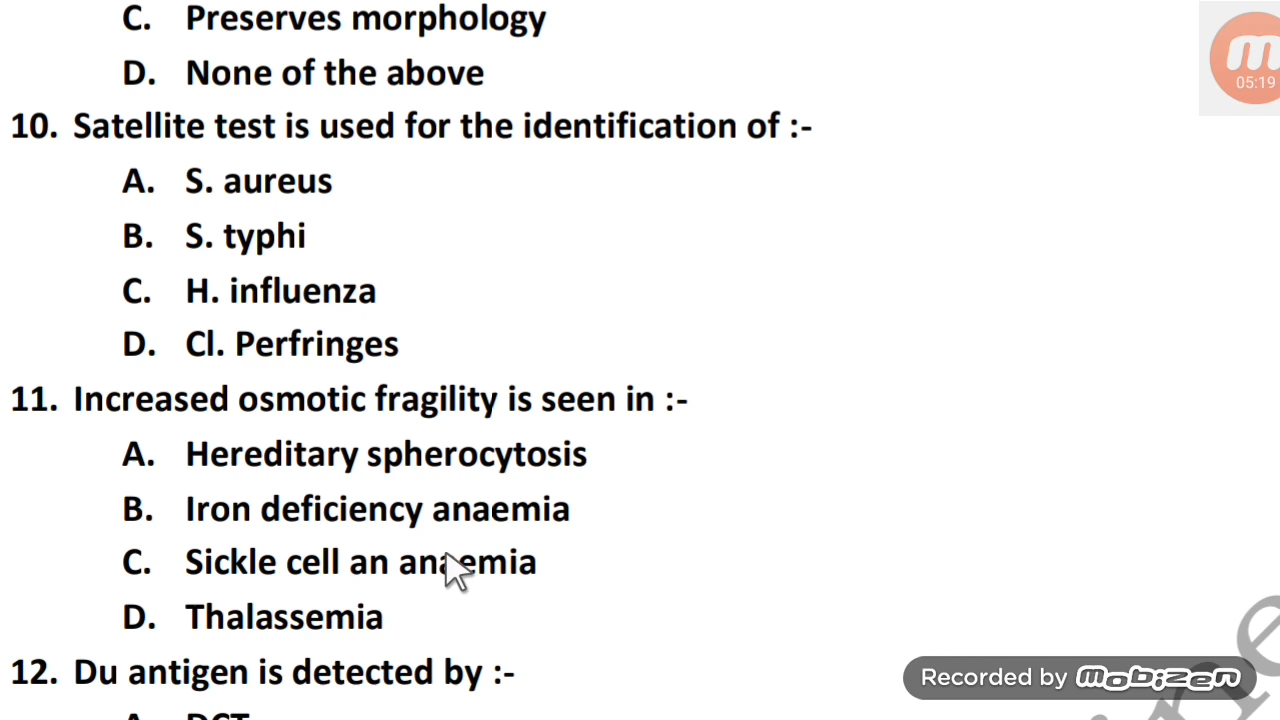 C. Preserves morphology
05:19
D. None of the above
10. Satellite test is used for the identification of :-
A. S. aureus
B. S. typhi
C. H. influenza
D. Cl. Perfringes
11. Increased osmotic fragility is seen in :-
A. Hereditary spherocytosis
B. Iron deficiency anaemia
C. Sickle cell an anaemia
D. Thalassemia
12. Du antigen is detected by :-
Recorded by mobizen
A. DCT